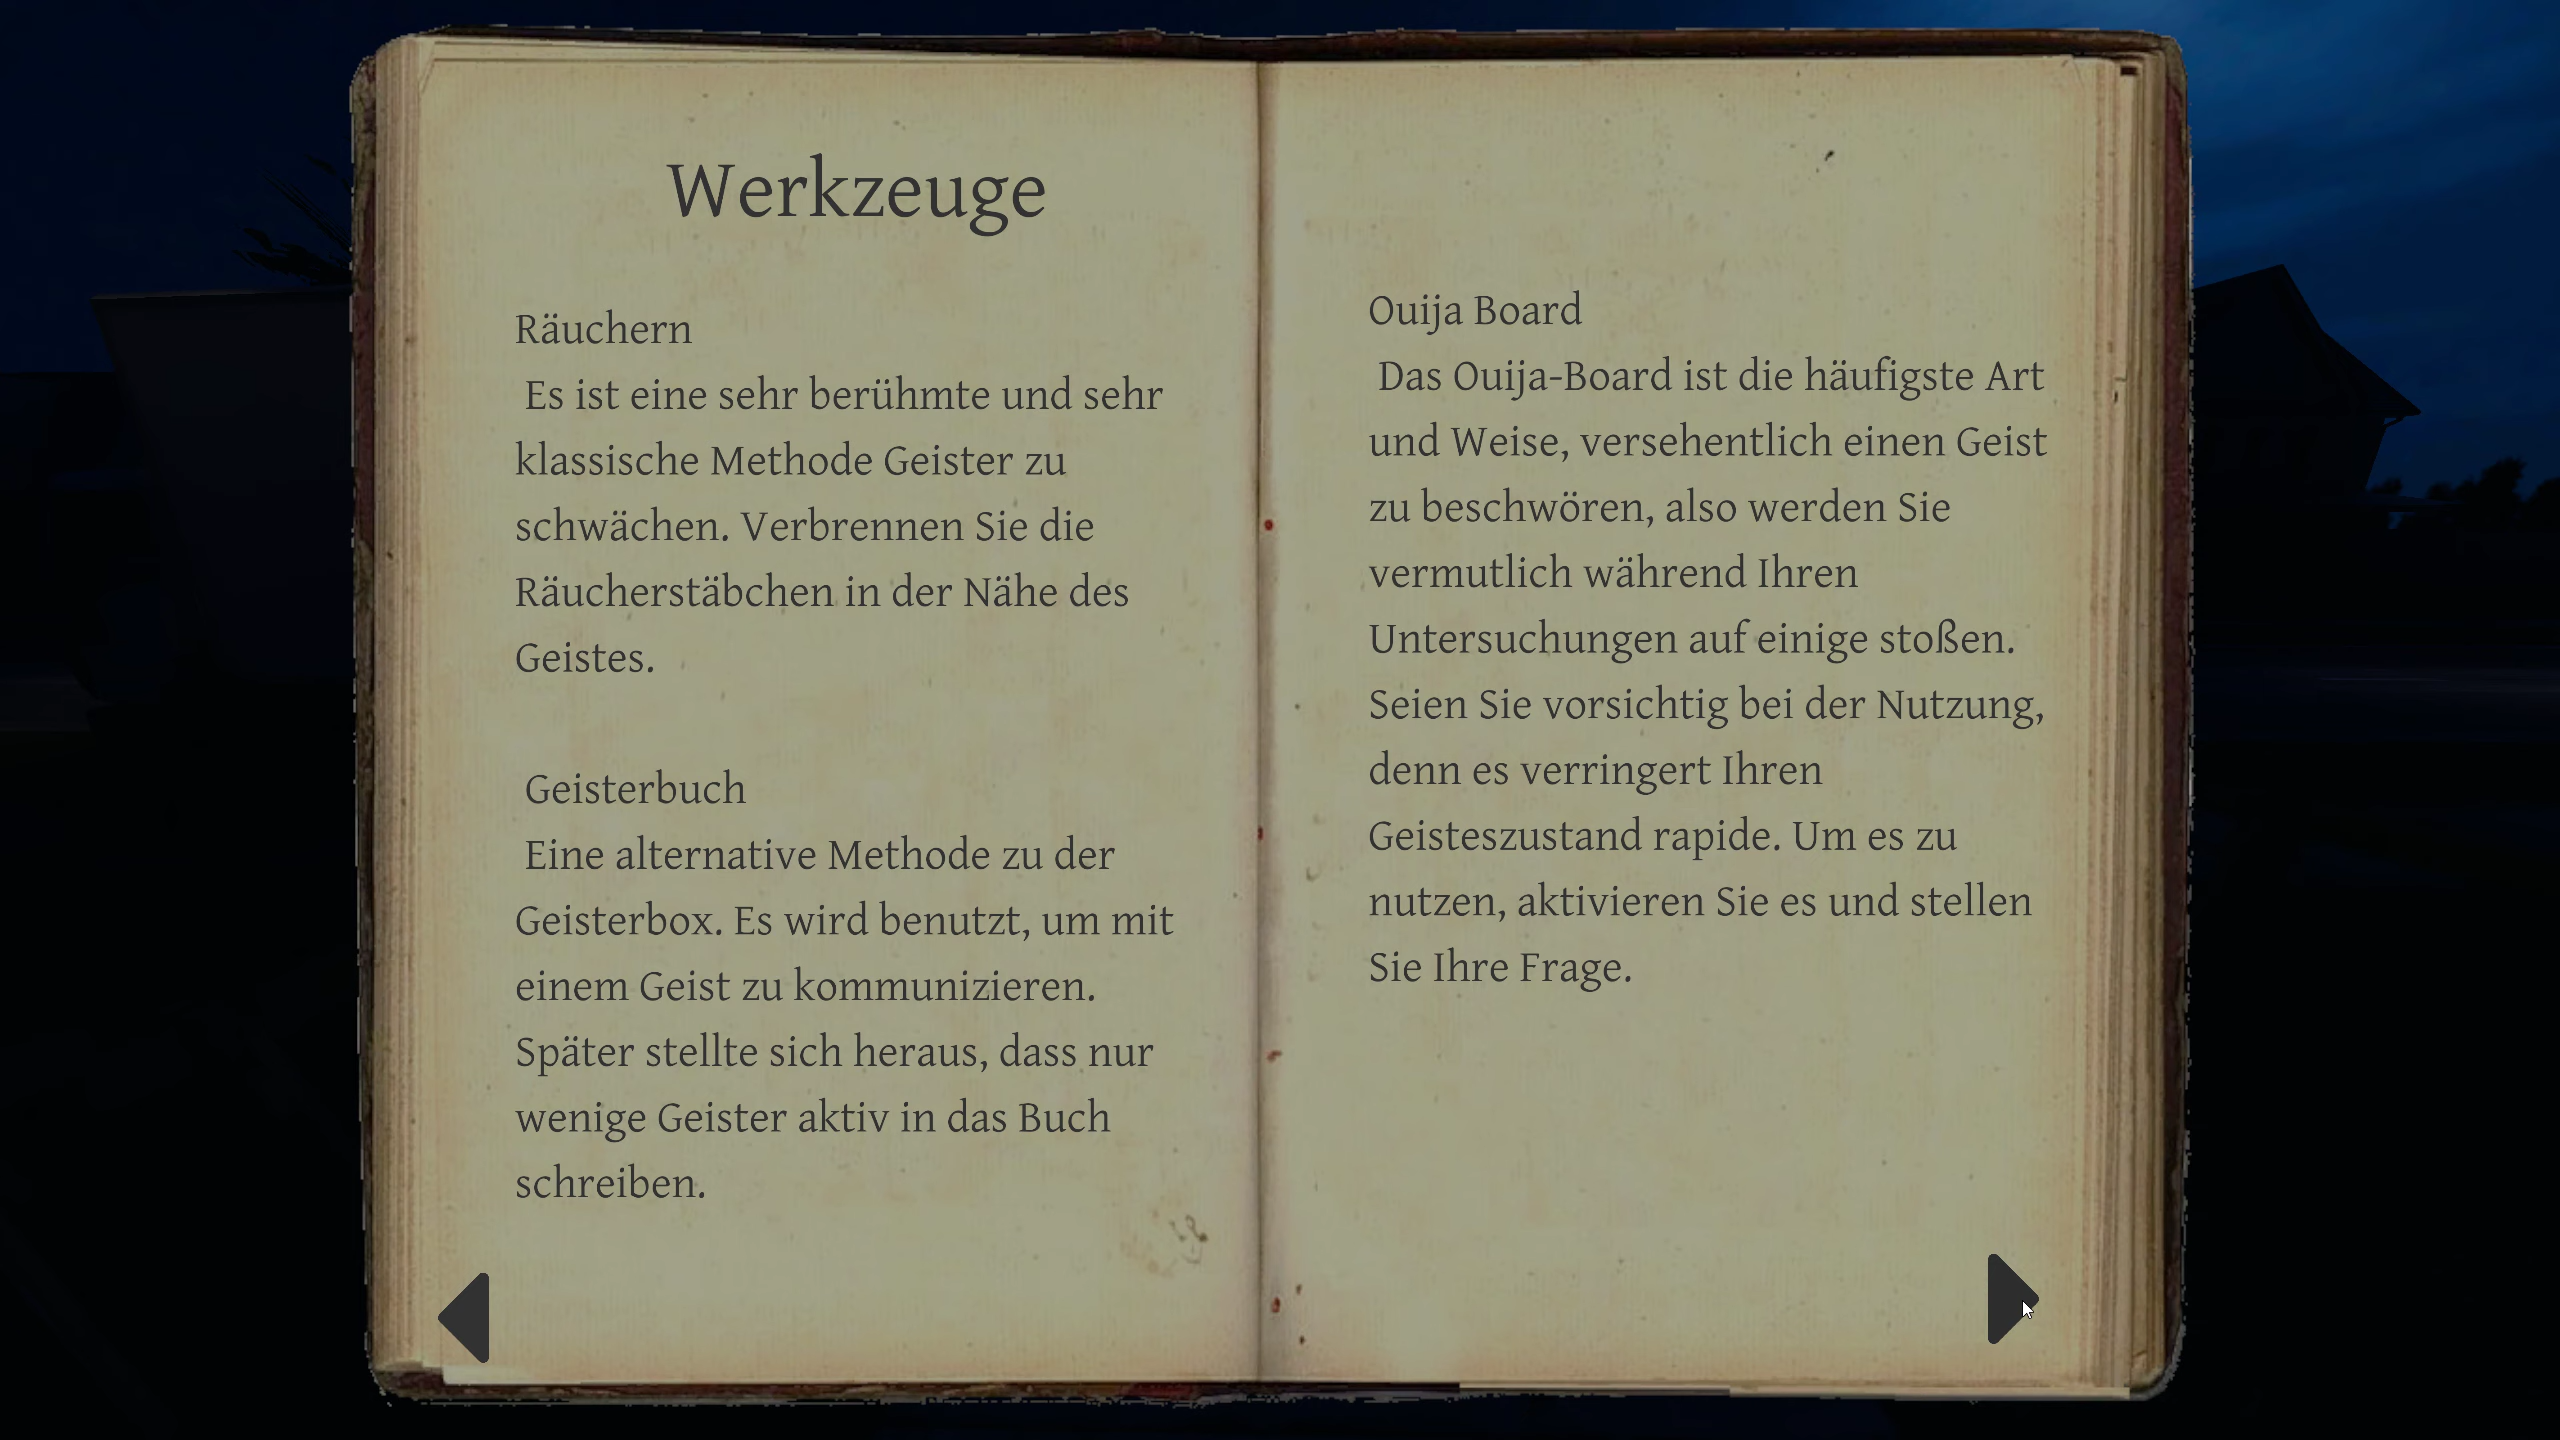 Werkzeuge
Räuchern
Es ist eine sehr berühmte und sehr
klassische Methode Geister zu
schwächen. Verbrennen Sie die
Räucherstäbchen in der Nähe des
Geistes.
Geisterbuch
Eine alternative Methode zu der
Geisterbox. Es wird benutzt, um mit
einem Geist zu kommunizieren.
Später stellte sich heraus, dass nur
wenige Geister aktiv in das Buch
schreiben.
Ouija Board
Das Ouija-Board ist die häufigste Art
und Weise, versehentlich einen Geist
zu beschwören, also werden Sie
vermutlich während Ihren
Untersuchungen auf einige stoßen.
Seien Sie vorsichtig bei der Nutzung,
denn es verringert Ihren
Geisteszustand rapide. Um es zu
nutzen, aktivieren Sie es und stellen
Sie Ihre Frage.